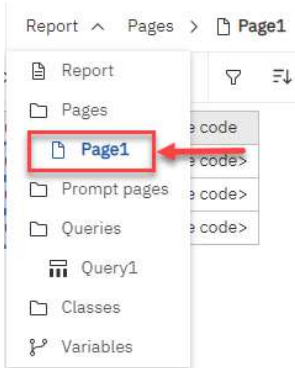 Report Pages > Page1
Report
Pages
e code
Page1
e code>
Prompt pages
e code>
Queries
e code>
Query1
Classes
Variables